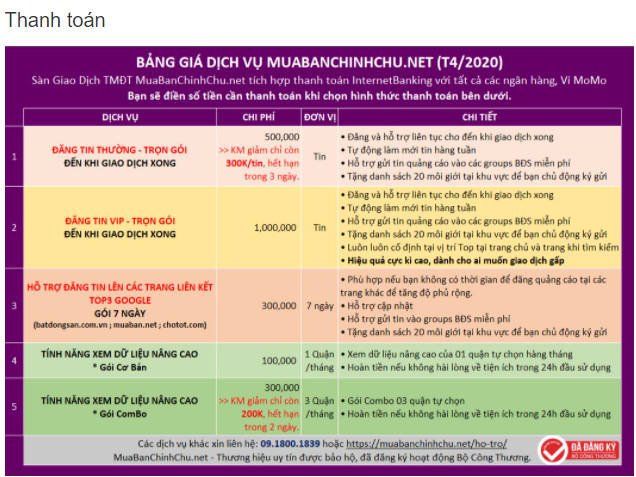 Thanh toán
BẢNG GIÁ DỊCH VỤ MUABANCHINHCHU.NET (T4/2020)
Sàn Giao Dịch TMĐT MuaBanChinhChu.net tích hợp thanh toán InternetBanking với tất cả các ngân hàng, Ví MoMo
Bạn sẽ điền số tiền cần thanh toán khi chọn hình thức thanh toán bên dưới.
DỊCH VỤ CHI PHÍ ĐƠN VỊ CHI TIẾT
1
ĐĂNG TIN THƯỜNG - TRỌN GÓI
ĐẾN KHI GIAO DỊCH XONG
500,000
>> KM giảm chỉ còn
300K/tin, hết hạn
trong 3 ngày.
Tin
• Đăng và hỗ trợ liên tục cho đến khi giao dịch xong
• Tự động làm mới tin hàng tuần
• Hỗ trợ gửi tin quảng cáo vào các groups BĐS miễn phí
• Tặng danh sách 20 môi giới tại khu vực để bạn chủ động ký gửi
2
ĐĂNG TIN VIP - TRỌN GÓI
ĐẾN KHI GIAO DỊCH XONG
1,000,000
Tin
• Đăng và hỗ trợ liên tục cho đến khi giao dịch xong
• Tự động làm mới tin hàng tuần
• Hỗ trợ gửi tin quảng cáo vào các groups BĐS miễn phí
• Tặng danh sách 20 môi giới tại khu vực để bạn chủ động ký gửi
• Luôn luôn cố định tại vị trí Top tại trang chủ và trang khi tìm kiếm
• Hiệu quả cực kì cao, dành cho ai muốn giao dịch gấp
3
HỖ TRỢ ĐĂNG TIN LÊN CÁC TRANG LIÊN KẾT
TOP3 GOOGLE
GÓI 7 NGÀY
(batdongsan.com.vn ; muaban.net ; chotot.com)
300,000
7 ngày
• Phù hợp nếu bạn không có thời gian để đăng quảng cáo tại các
trang khác để tăng độ phủ rộng.
• Hỗ trợ cập nhật
• Hỗ trợ gửi tin vào groups BĐS miễn phí
• Tặng danh sách 20 môi giới tại khu vực để bạn chủ động ký gửi
4
TÍNH NĂNG XEM DỮ LIỆU NÂNG CAO
* Gói Cơ Bản
100,000
1 Quận
/tháng
• Xem dữ liệu nâng cao của 01 quận tự chọn hàng tháng
• Hoàn tiền nếu không hài lòng về tiện ích trong 24h đầu sử dụng
5
TÍNH NĂNG XEM DỮ LIỆU NÂNG CAO
* Gói ComBo
300,000
>> KM giảm chỉ còn
200K, hết hạn
trong 2 ngày.
3 Quận
/tháng
• Gói Combo 03 quận tự chọn
• Hoàn tiền nếu không hài lòng về tiện ích trong 24h đầu sử dụng
Các dịch vụ khác xin liên hệ: 09.1800.1839 hoặc https://muabanchinhchu.net/ho-tro/
MuaBanChinhChu.net - Thương hiệu uy tín được bảo hộ, đã đăng ký hoạt động Bộ Công Thương.
ĐÃ ĐĂNG KÝ
BỘ CÔNG THƯƠNG